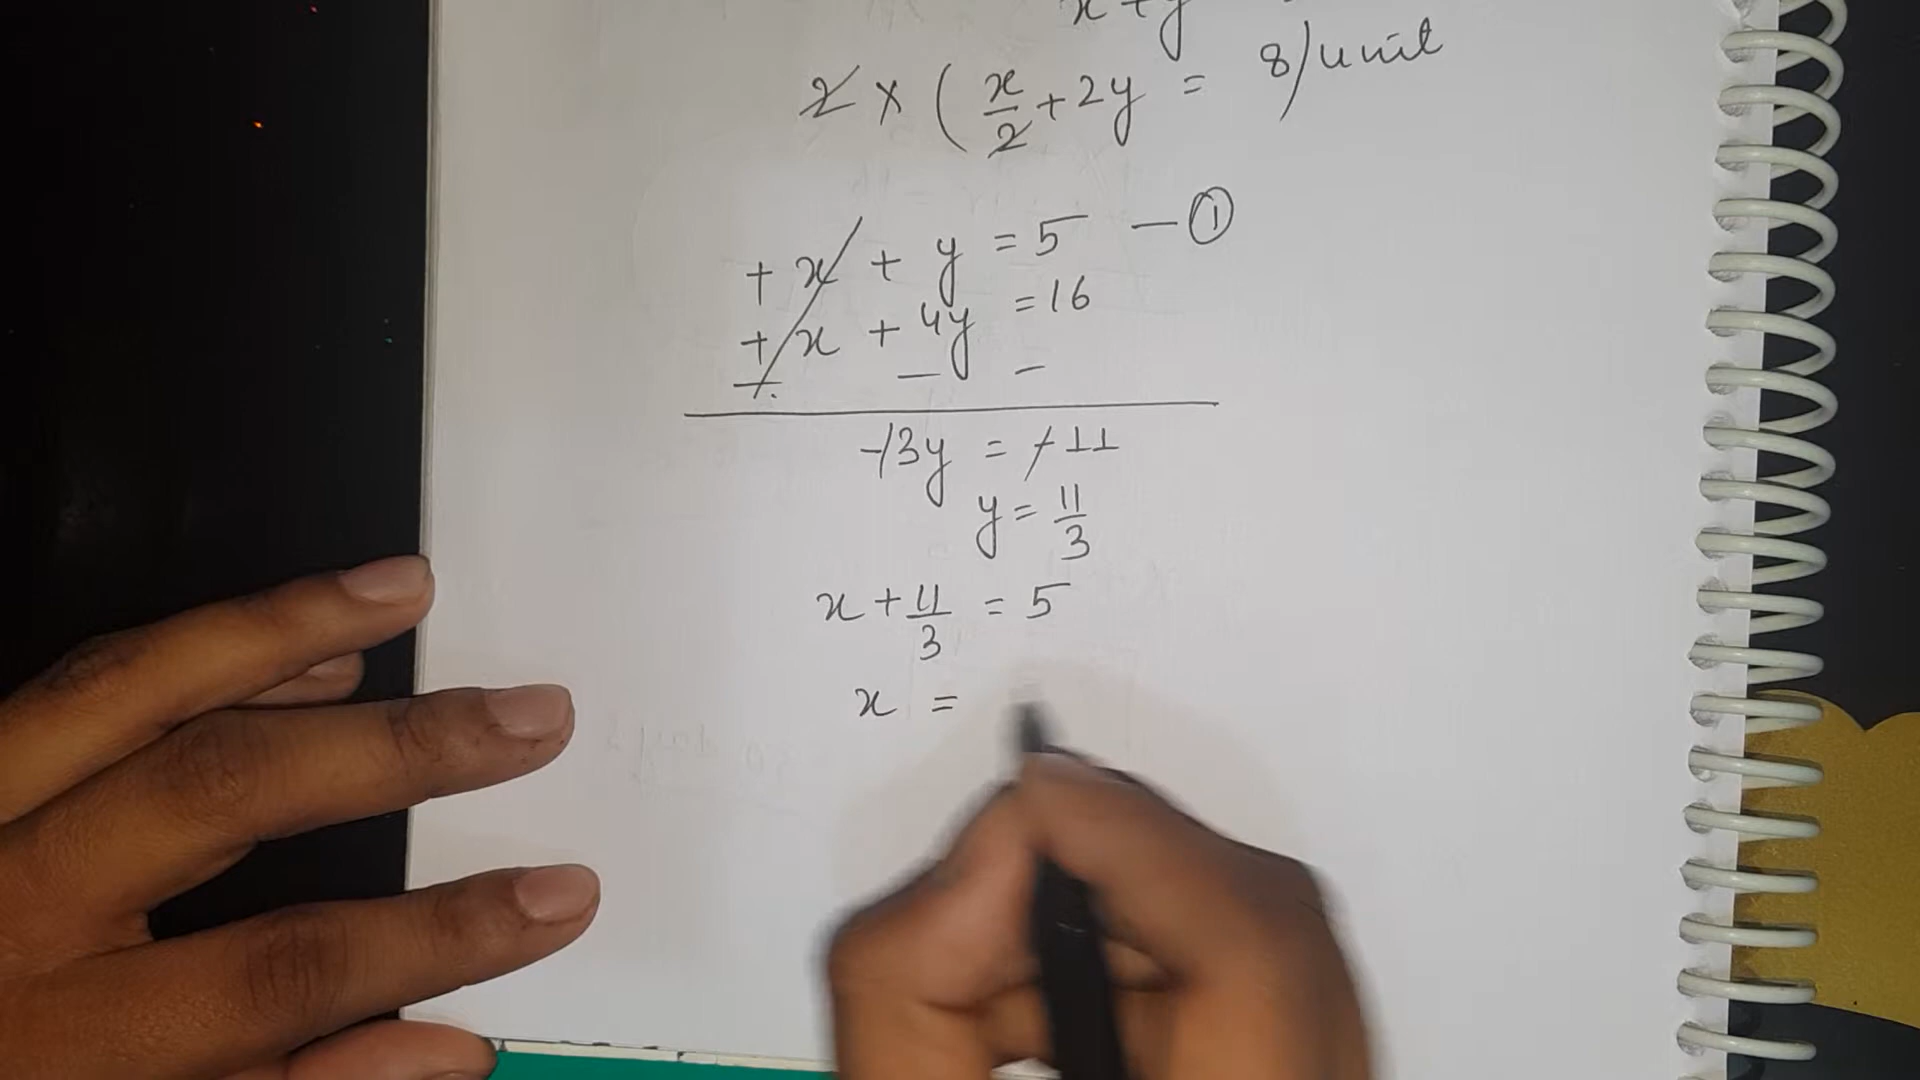 x + y
2 × ( x/2 + 2y = 8/unit
+ x + y = 5 — ①
+ x + 4y = 16
− − −
-3y = -11
y = 11/3
x + 11/3 = 5
x =